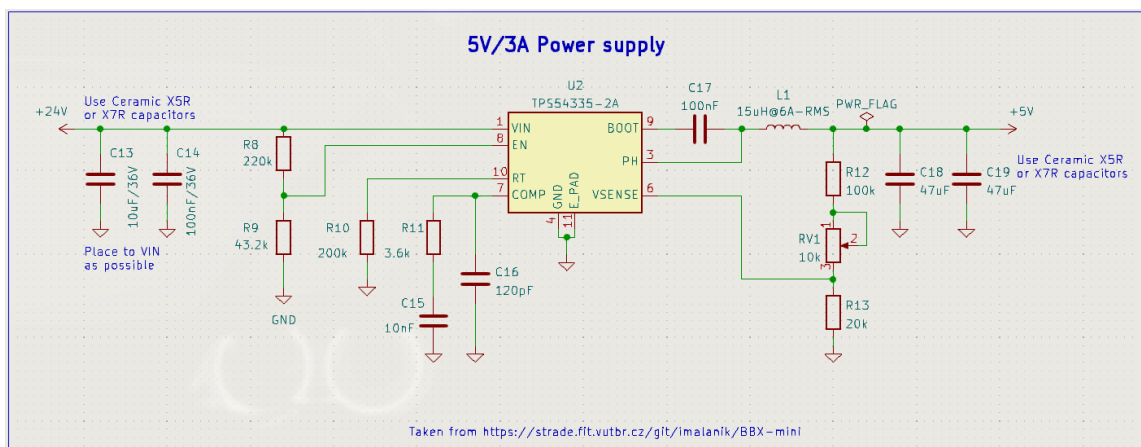 5V/3A Power supply
+24V
Use Ceramic X5R
or X7R capacitors
C13
10uF/36V
C14
100nF/36V
Place to VIN
as possible
R8
220k
R9
43.2k
GND
R10
200k
R11
3.6k
C15
10nF
C16
120pF
U2
TPS54335-2A
1
VIN
8
EN
10
RT
7
COMP
BOOT
9
PH
3
VSENSE
6
GND
4
E_PAD
11
C17
100nF
L1
15uH@6A-RMS
PWR_FLAG
+5V
R12
100k
RV1
10k
1
2
3
R13
20k
C18
47uF
C19
47uF
Use Ceramic X5R
or X7R capacitors
Taken from https://strade.fit.vutbr.cz/git/imalanik/BBX-mini